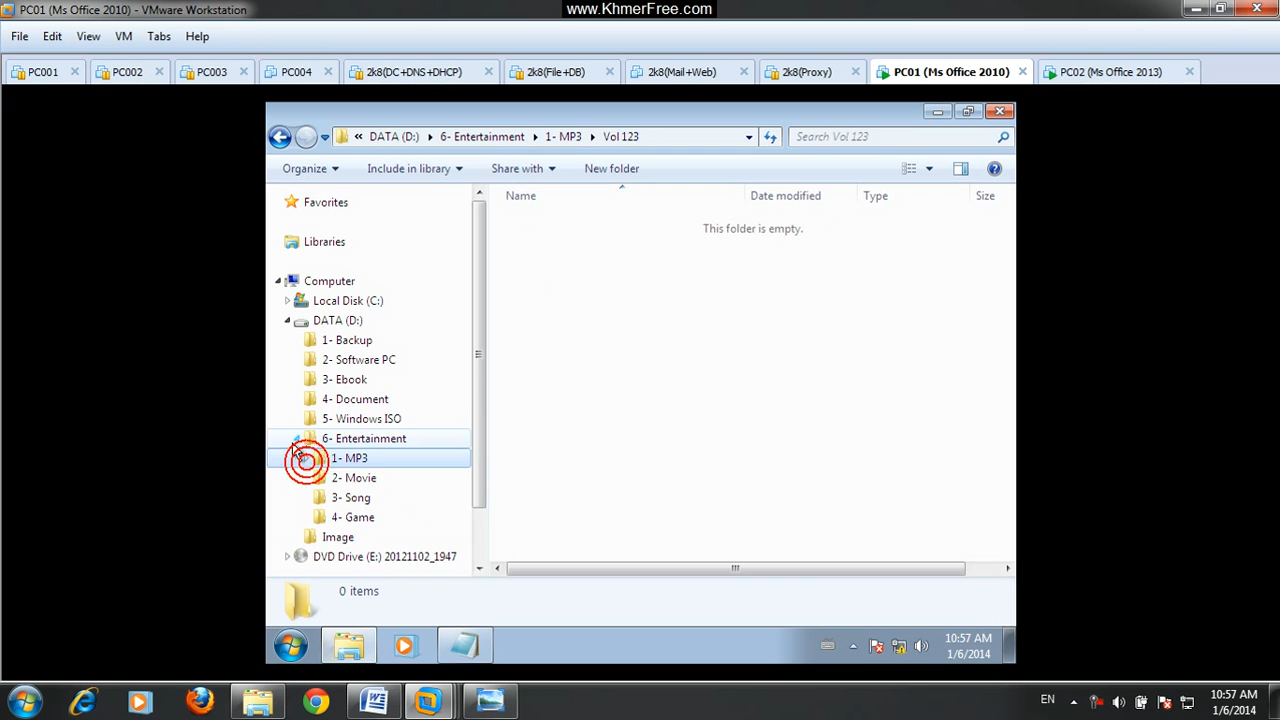 PC01 (Ms Office 2010) - VMware Workstation
www.KhmerFree.com
File Edit View VM Tabs Help
PC001 PC002 PC003 PC004 2k8(DC+DNS+DHCP) 2k8(File+DB) 2k8(Mail+Web) 2k8(Proxy) PC01 (Ms Office 2010) PC02 (Ms Office 2013)
« DATA (D:) 6- Entertainment 1- MP3 Vol 123 Search Vol 123
Organize Include in library Share with New folder
Name Date modified Type Size
This folder is empty.
Favorites
Libraries
Computer
Local Disk (C:)
DATA (D:)
1- Backup
2- Software PC
3- Ebook
4- Document
5- Windows ISO
6- Entertainment
1- MP3
2- Movie
3- Song
4- Game
Image
DVD Drive (E:) 20121102_1947
0 items
10:57 AM
1/6/2014
EN
10:57 AM
1/6/2014